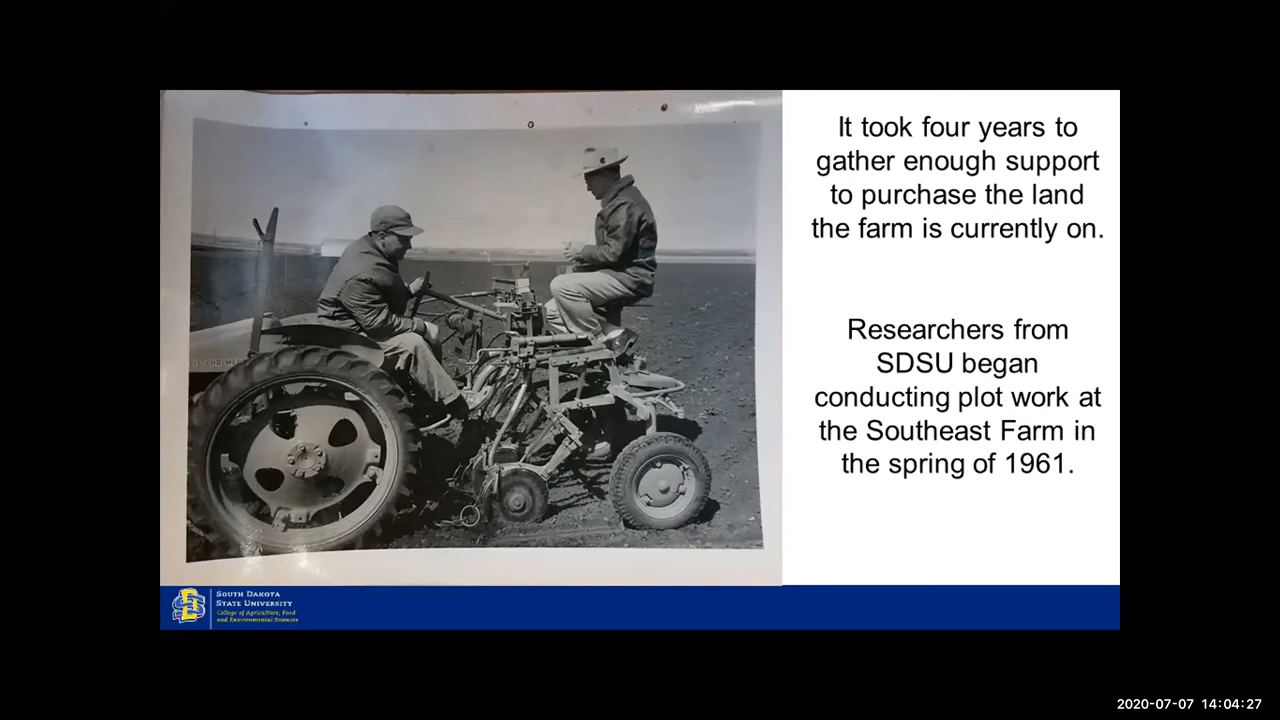 It took four years to
gather enough support
to purchase the land
the farm is currently on.
Researchers from
SDSU began
conducting plot work at
the Southeast Farm in
the spring of 1961.
SOUTH DAKOTA
STATE UNIVERSITY
College of Agriculture, Food
and Environmental Sciences
2020-07-07 14:04:27